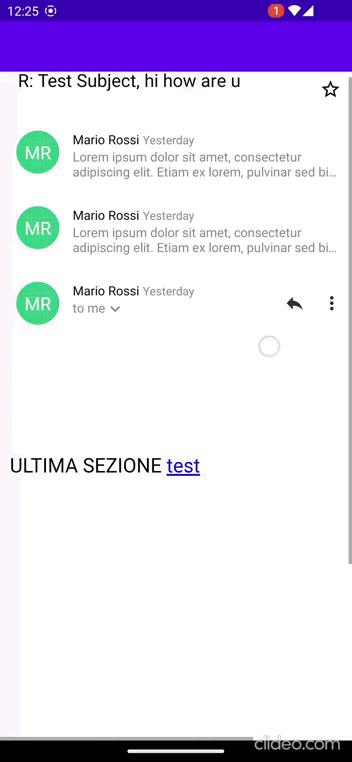 12:25
1
R: Test Subject, hi how are u
MR
Mario Rossi Yesterday
Lorem ipsum dolor sit amet, consectetur
adipiscing elit. Etiam ex lorem, pulvinar sed bi...
MR
Mario Rossi Yesterday
Lorem ipsum dolor sit amet, consectetur
adipiscing elit. Etiam ex lorem, pulvinar sed bi...
MR
Mario Rossi Yesterday
to me
ULTIMA SEZIONE test
clideo.com